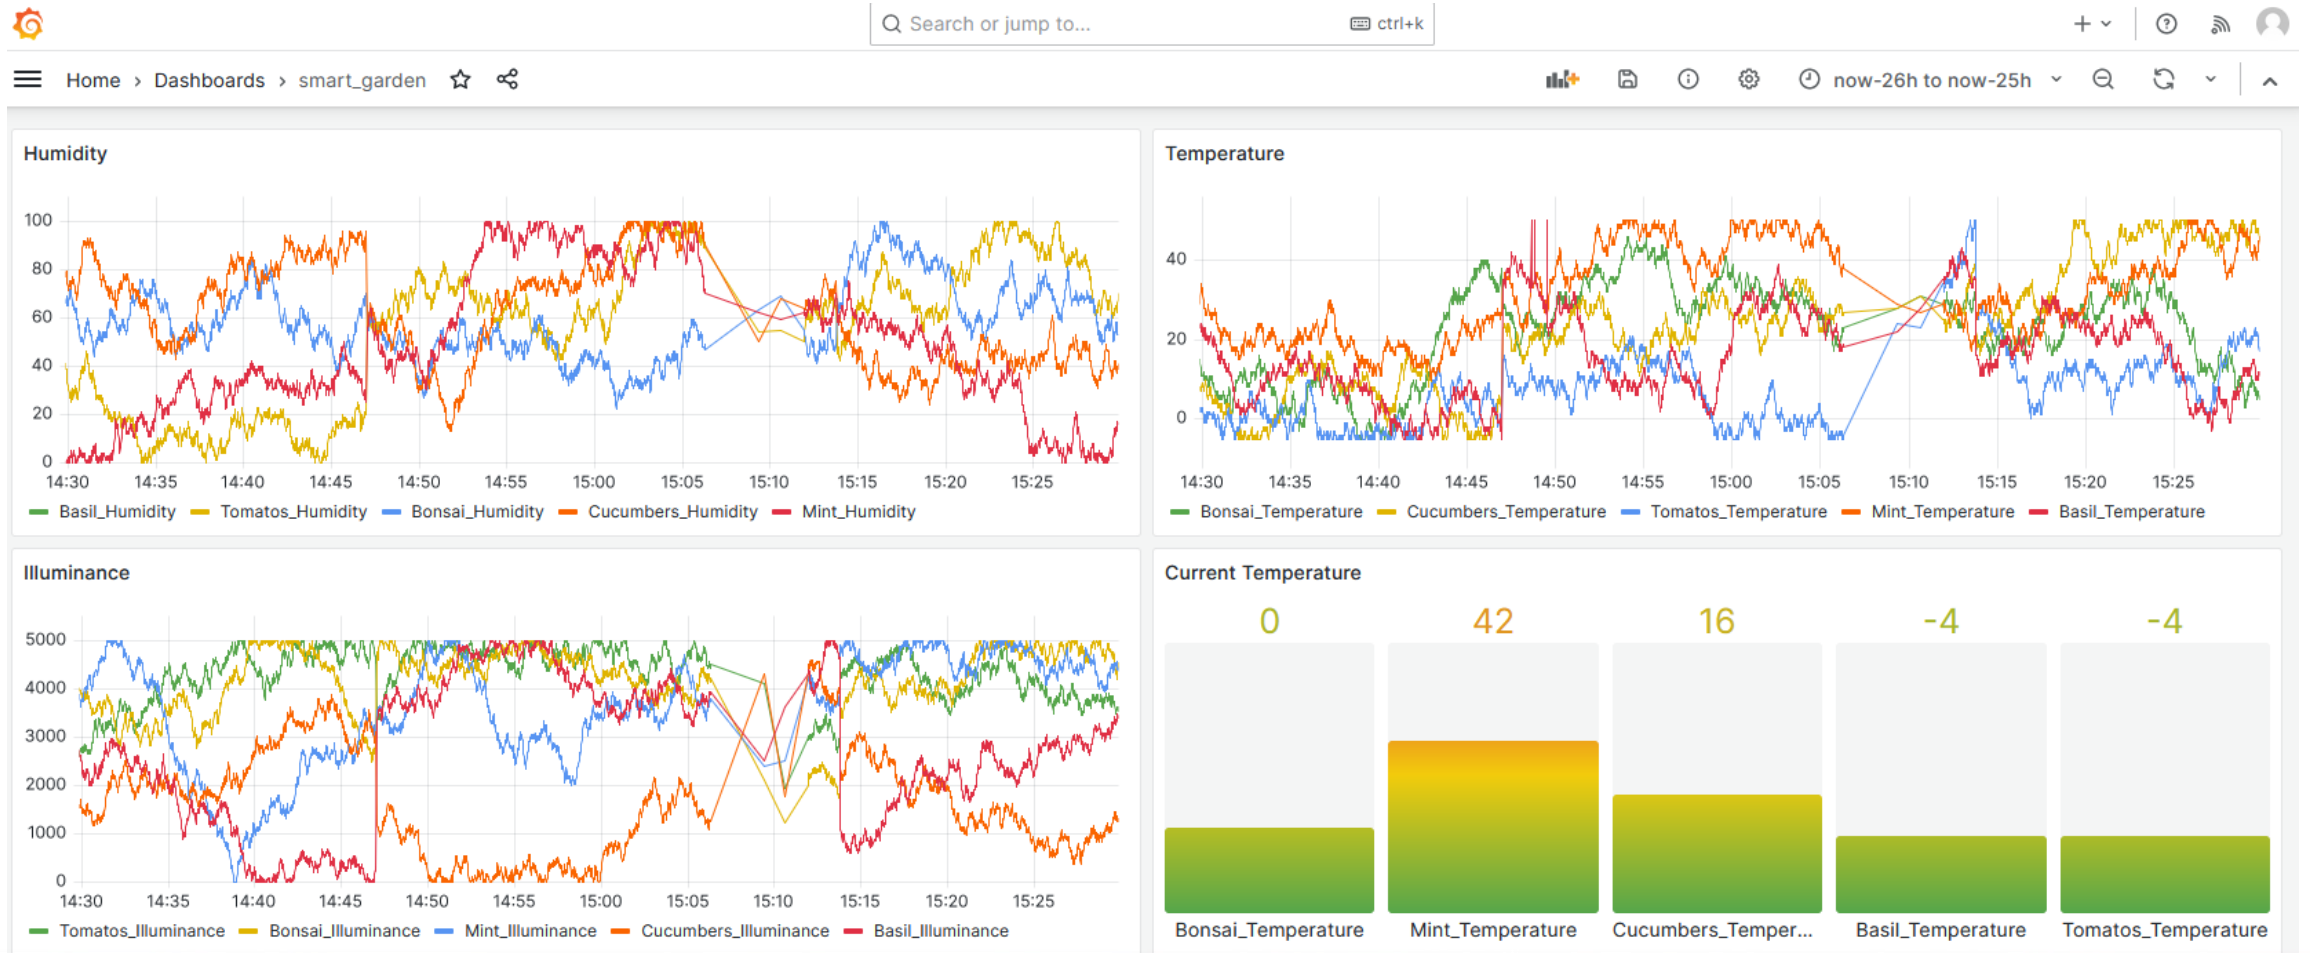 Search or jump to... ctrl+k
Home › Dashboards › smart_garden now-26h to now-25h
Humidity
100
80
60
40
20
0
14:30 14:35 14:40 14:45 14:50 14:55 15:00 15:05 15:10 15:15 15:20 15:25
Basil_Humidity Tomatos_Humidity Bonsai_Humidity Cucumbers_Humidity Mint_Humidity
Temperature
40
20
0
14:30 14:35 14:40 14:45 14:50 14:55 15:00 15:05 15:10 15:15 15:20 15:25
Bonsai_Temperature Cucumbers_Temperature Tomatos_Temperature Mint_Temperature Basil_Temperature
Illuminance
5000
4000
3000
2000
1000
0
14:30 14:35 14:40 14:45 14:50 14:55 15:00 15:05 15:10 15:15 15:20 15:25
Tomatos_Illuminance Bonsai_Illuminance Mint_Illuminance Cucumbers_Illuminance Basil_Illuminance
Current Temperature
0 42 16 -4 -4
Bonsai_Temperature Mint_Temperature Cucumbers_Temper... Basil_Temperature Tomatos_Temperature